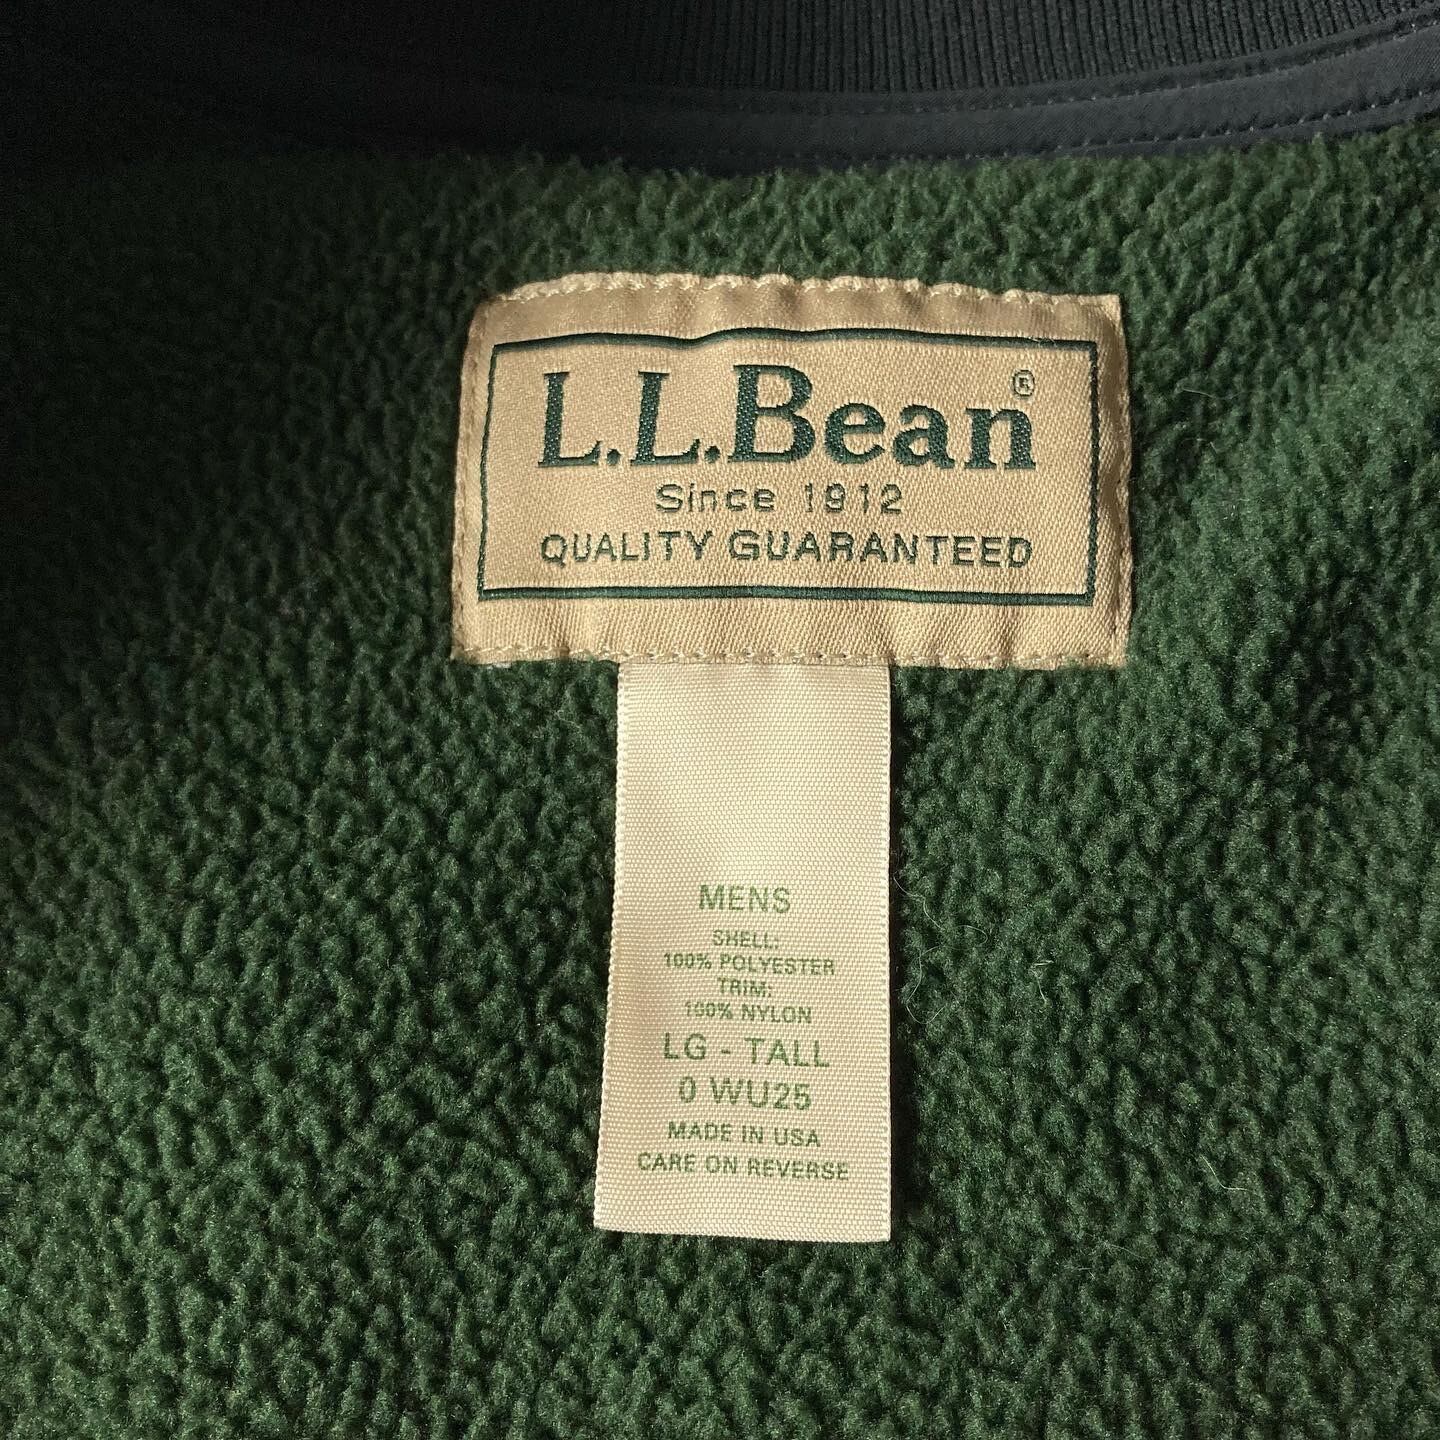 L.L.Bean®
Since 1912
QUALITY GUARANTEED
MENS
SHELL:
100% POLYESTER
TRIM:
100% NYLON
LG - TALL
0 WU25
MADE IN USA
CARE ON REVERSE